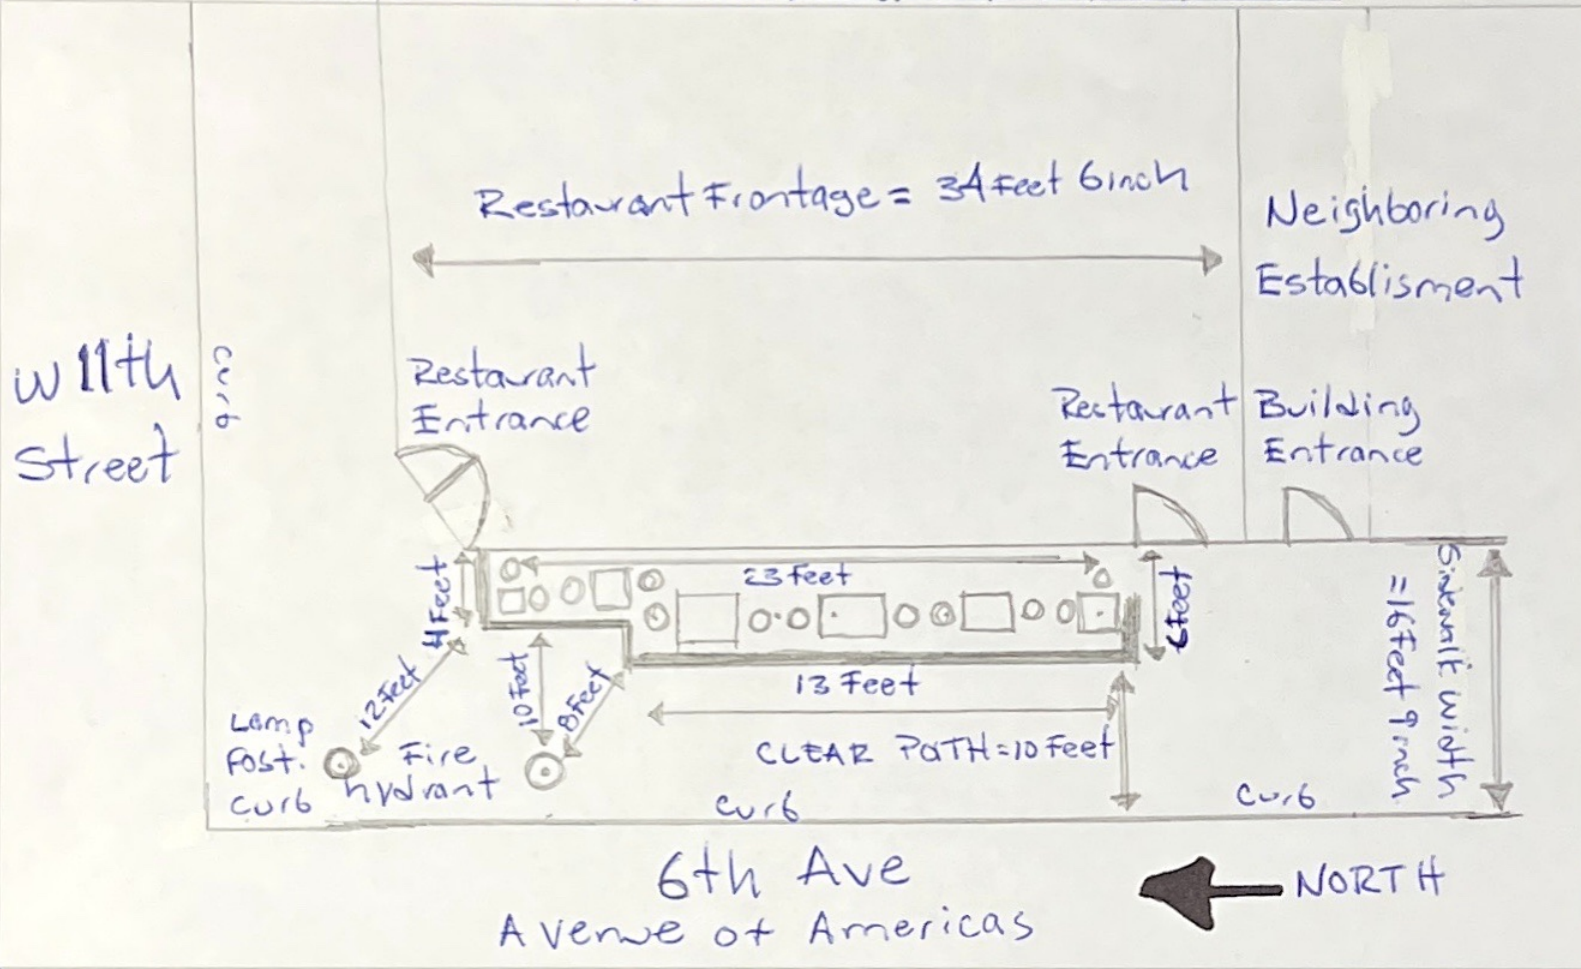 Restaurant Frontage = 34 Feet 6 inch
Neighboring
Establisment
W 11th
Street
Curb
Restaurant
Entrance
Restaurant
Entrance
Building
Entrance
4 Feet
23 Feet
Sidewalk Width
= 16 Feet 9 inch
12 Feet
10 Feet
8 Feet
13 Feet
CLEAR PATH = 10 Feet
Lamp
Post.
Curb
Fire
hydrant
Curb
Curb
6th Ave
Avenue of Americas
NORTH